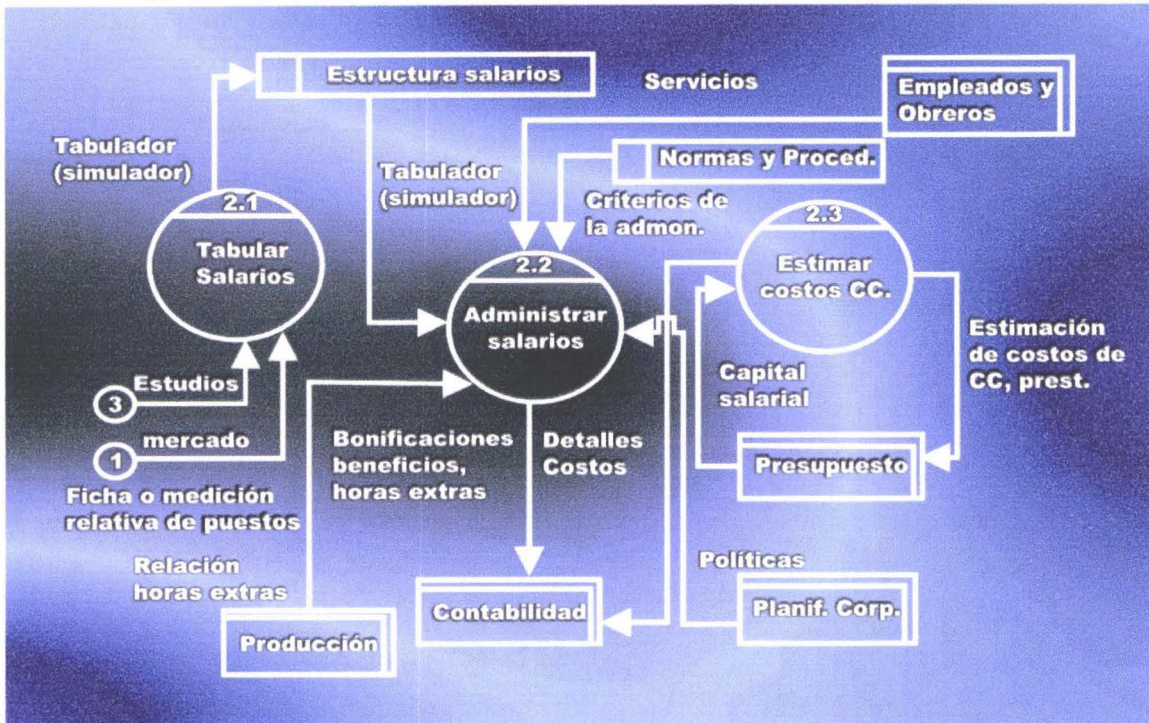 Estructura salarios
Servicios
Empleados y
Obreros
Tabulador
(simulador)
Normas y Proced.
Tabulador
(simulador)
Criterios de
la admon.
2.1
Tabular
Salarios
2.2
Administrar
salarios
2.3
Estimar
costos CC.
Estimación
de costos de
CC, prest.
Capital
salarial
Estudios
3
mercado
1
Ficha o medición
relativa de puestos
Bonificaciones
beneficios,
horas extras
Detalles
Costos
Presupuesto
Relación
horas extras
Políticas
Producción
Contabilidad
Planif. Corp.